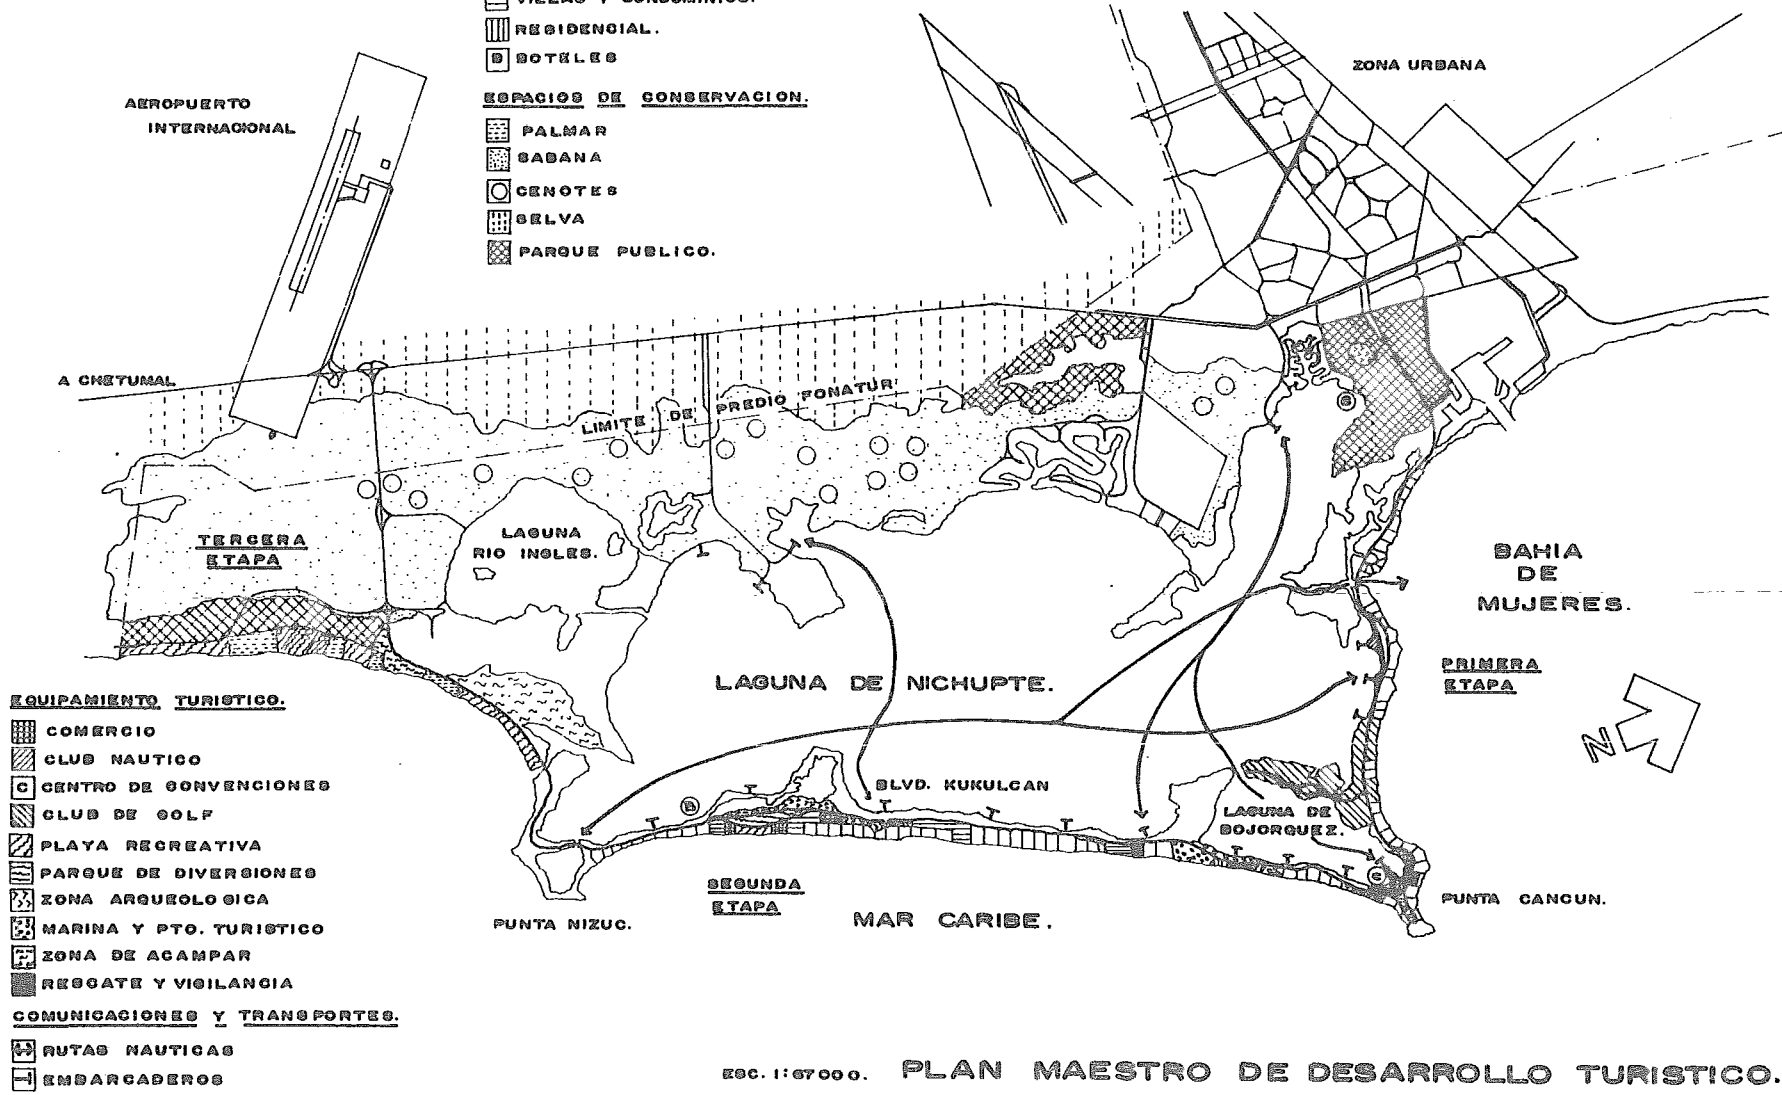 VILLAS Y CONDOMINIOS.
RESIDENCIAL.
B BOTELES
ESPACIOS DE CONSERVACION.
PALMAR
SABANA
CENOTES
SELVA
PARQUE PUBLICO.
AEROPUERTO
INTERNACIONAL
ZONA URBANA
A CHETUMAL
LIMITE DE PREDIO FONATUR
TERCERA
ETAPA
LAGUNA
RIO INGLES.
BAHIA
DE
MUJERES.
LAGUNA DE NICHUPTE.
PRIMERA
ETAPA
N
BLVD. KUKULCAN
LAGUNA DE
BOJORQUEZ.
SEGUNDA
ETAPA
PUNTA NIZUC.
MAR CARIBE.
PUNTA CANCUN.
EQUIPAMIENTO TURISTICO.
COMERCIO
CLUB NAUTICO
C CENTRO DE CONVENCIONES
CLUB DE GOLF
PLAYA RECREATIVA
PARQUE DE DIVERSIONES
ZONA ARQUEOLOGICA
MARINA Y PTO. TURISTICO
ZONA DE ACAMPAR
RESCATE Y VIGILANCIA
COMUNICACIONES Y TRANSPORTES.
RUTAS NAUTICAS
EMBARCADEROS
ESC. 1:67000. PLAN MAESTRO DE DESARROLLO TURISTICO.